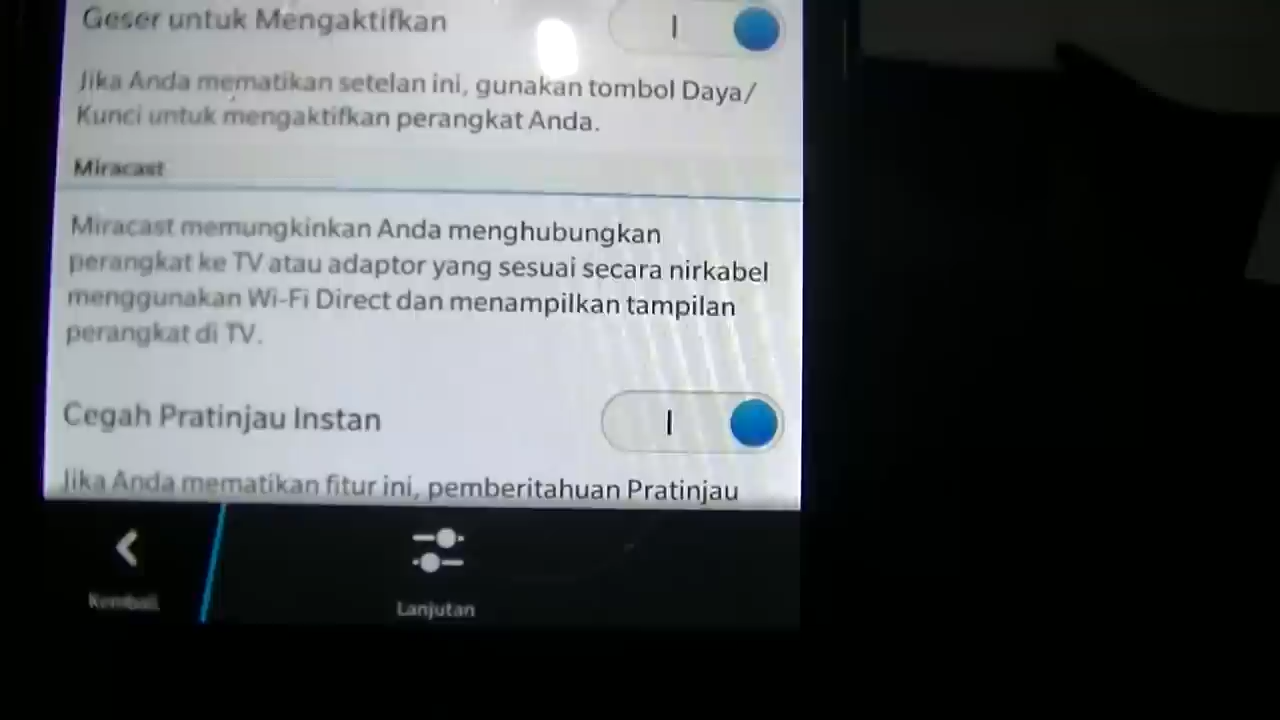 Geser untuk Mengaktifkan
Jika Anda mematikan setelan ini, gunakan tombol Daya/
Kunci untuk mengaktifkan perangkat Anda.
Miracast
Miracast memungkinkan Anda menghubungkan
perangkat ke TV atau adaptor yang sesuai secara nirkabel
menggunakan Wi-Fi Direct dan menampilkan tampilan
perangkat di TV.
Cegah Pratinjau Instan
Jika Anda mematikan fitur ini, pemberitahuan Pratinjau
Kembali
Lanjutan